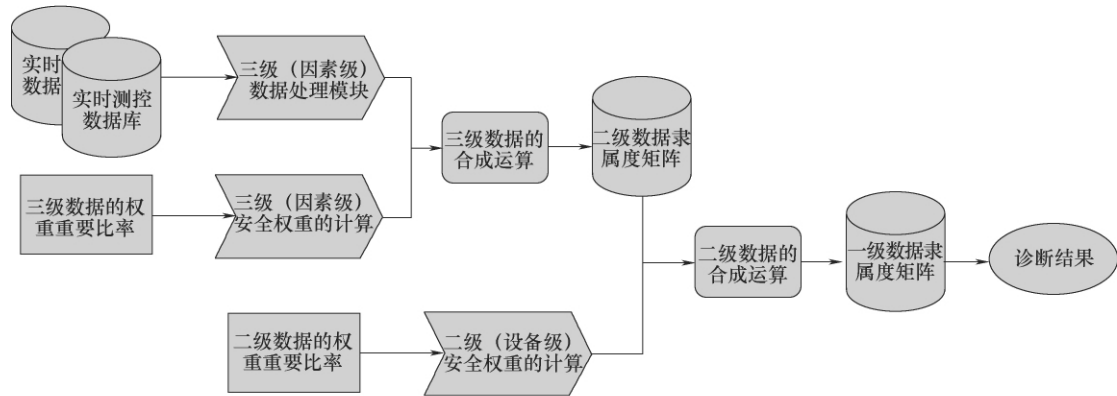 实时
数据
实时测控
数据库
三级（因素级）
数据处理模块
三级数据的权
重重要比率
三级（因素级）
安全权重的计算
三级数据的
合成运算
二级数据隶
属度矩阵
二级数据的权
重重要比率
二级（设备级）
安全权重的计算
二级数据的
合成运算
一级数据隶
属度矩阵
诊断结果